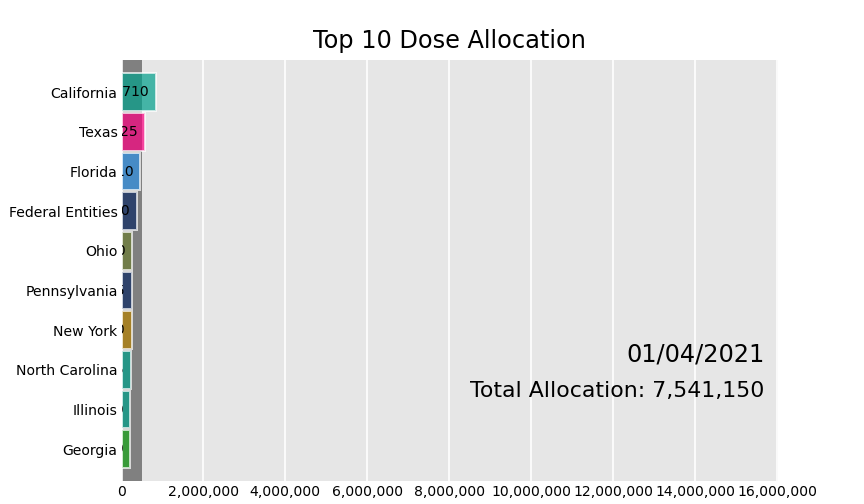 Top 10 Dose Allocation
California 710
Texas 25
Florida .0
Federal Entities 0
Ohio
Pennsylvania
New York
North Carolina
Illinois
Georgia
01/04/2021
Total Allocation: 7,541,150
0 2,000,000 4,000,000 6,000,000 8,000,000 10,000,000 12,000,000 14,000,000 16,000,000